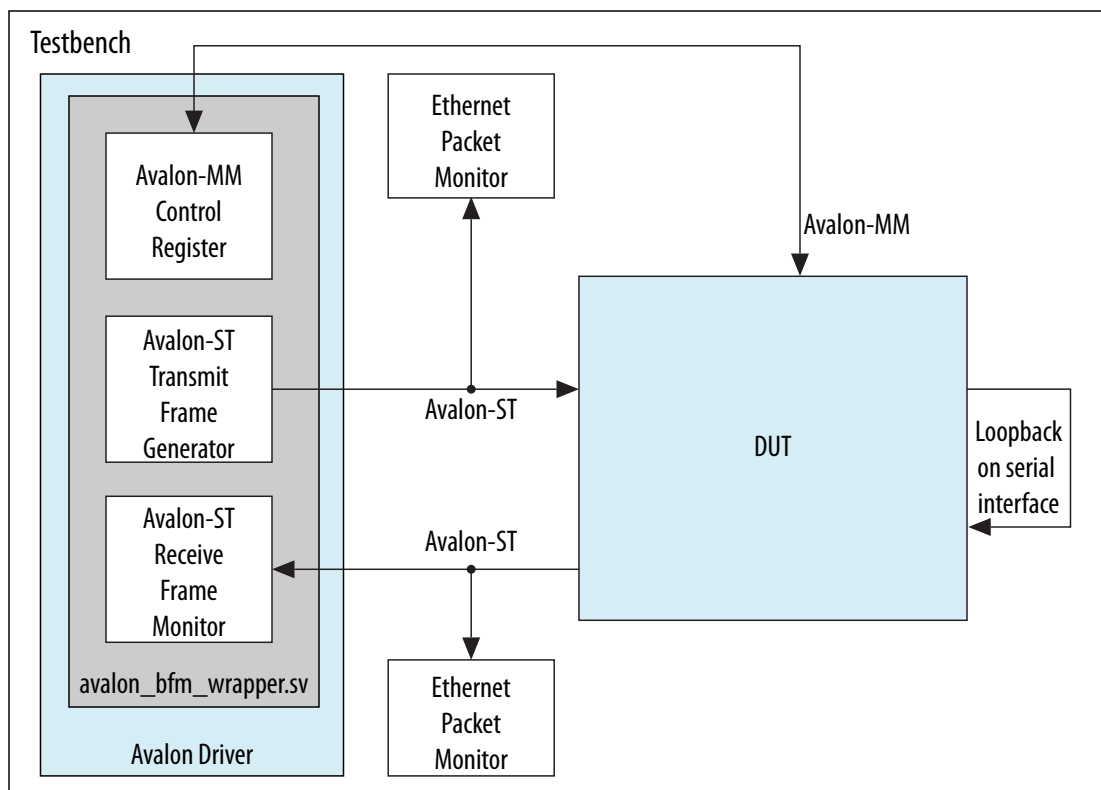 Testbench
Avalon-MM
Control
Register
Avalon-ST
Transmit
Frame
Generator
Avalon-ST
Receive
Frame
Monitor
avalon_bfm_wrapper.sv
Avalon Driver
Ethernet
Packet
Monitor
Avalon-MM
Avalon-ST
DUT
Loopback
on serial
interface
Avalon-ST
Ethernet
Packet
Monitor